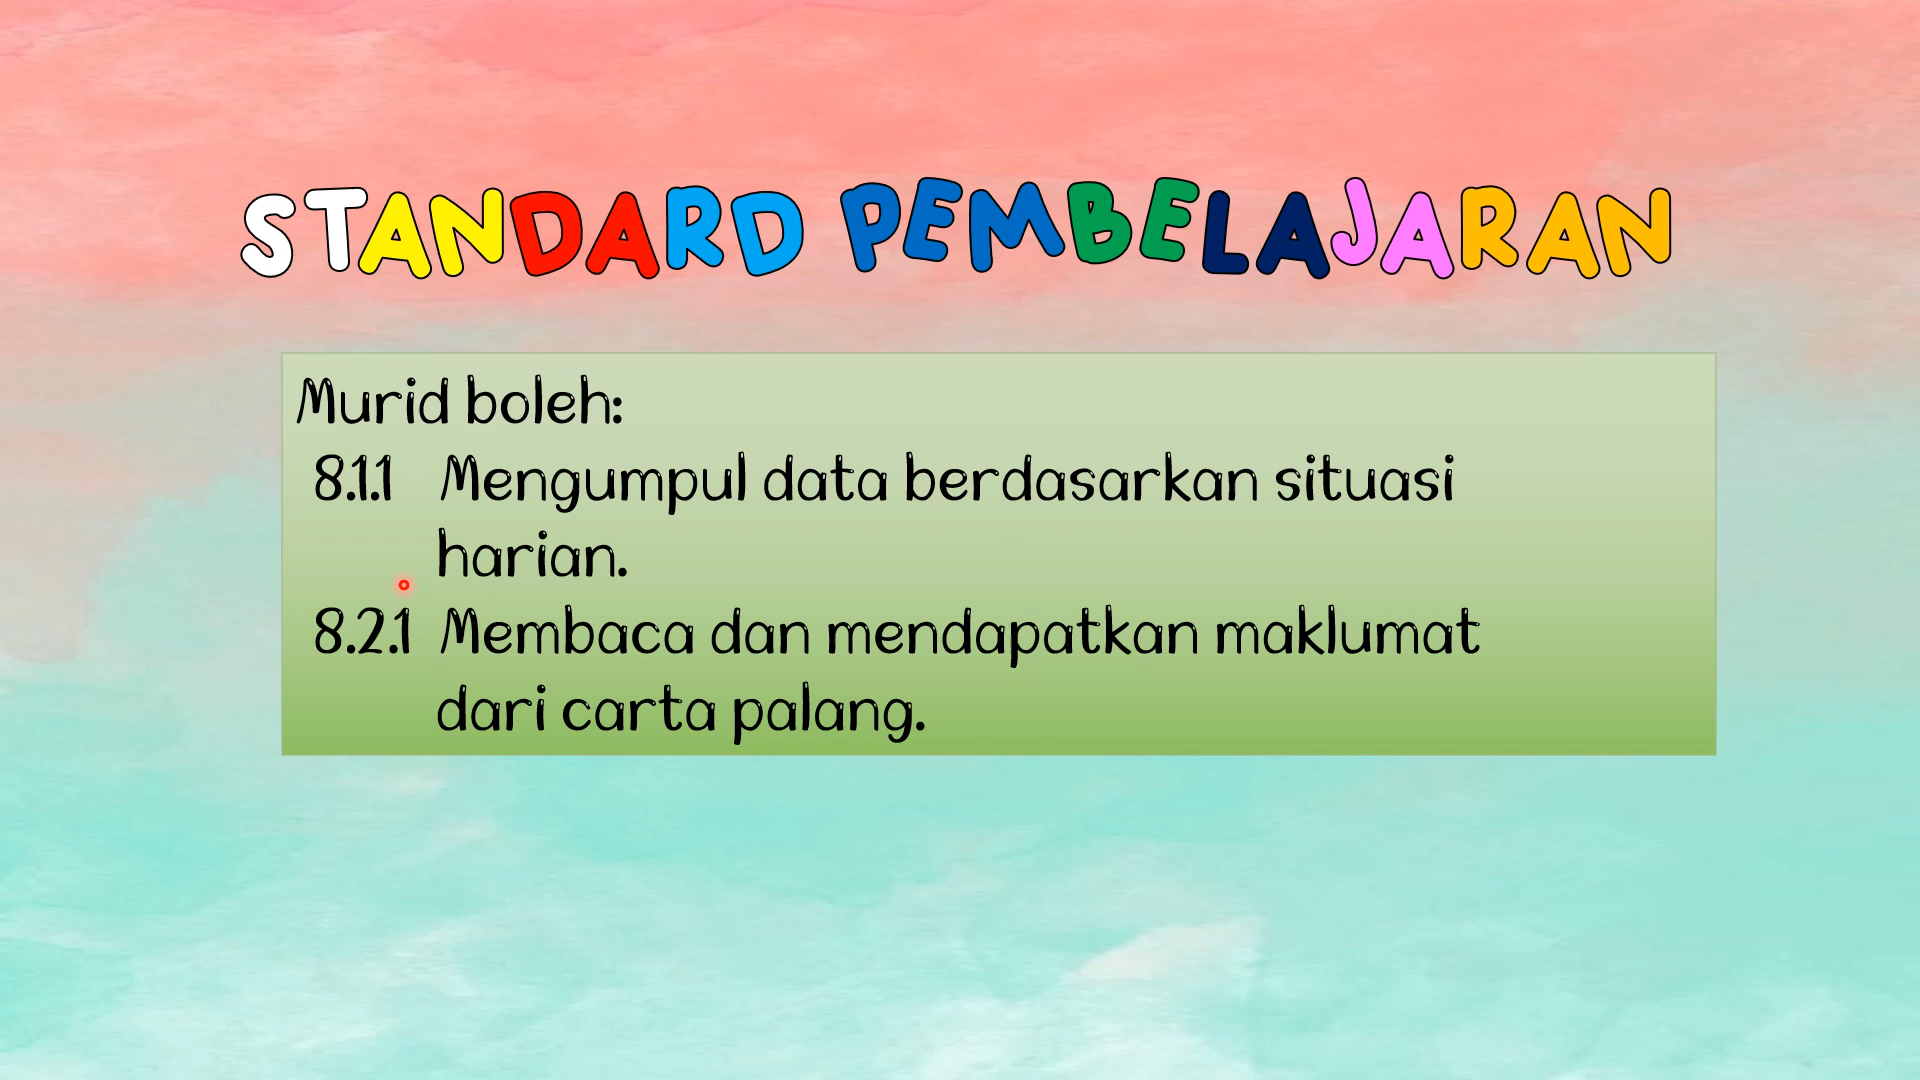 STANDARD PEMBELAJARAN
Murid boleh:
8.1.1 Mengumpul data berdasarkan situasi
harian.
8.2.1 Membaca dan mendapatkan maklumat
dari carta palang.